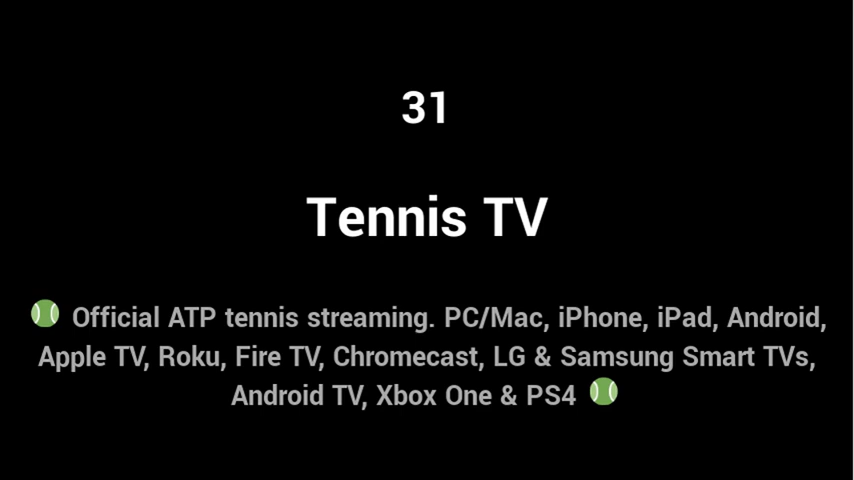 31
Tennis TV
🎾 Official ATP tennis streaming. PC/Mac, iPhone, iPad, Android,
Apple TV, Roku, Fire TV, Chromecast, LG & Samsung Smart TVs,
Android TV, Xbox One & PS4 🎾